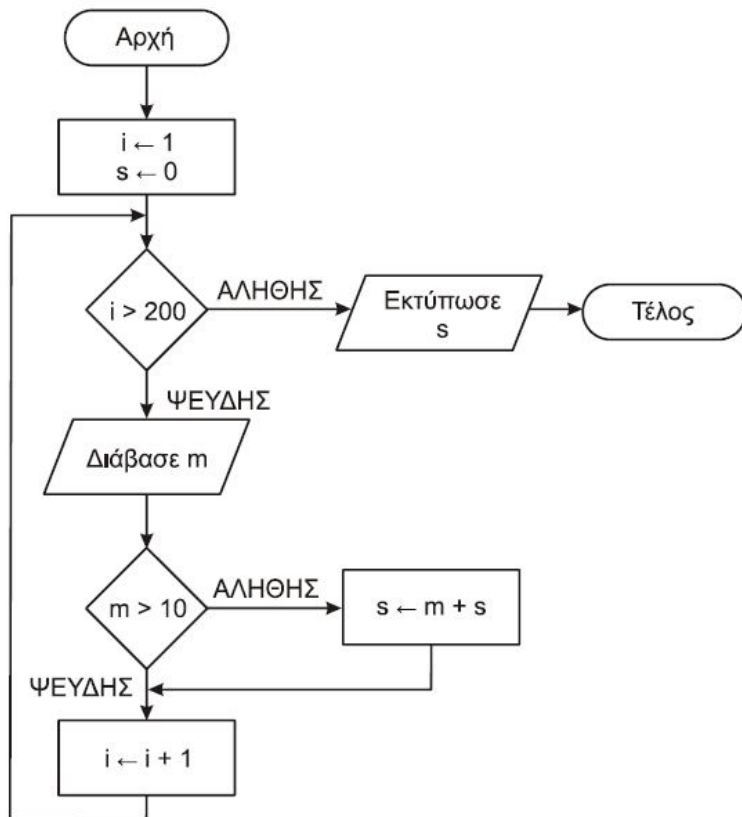 Αρχή
i ← 1
s ← 0
i > 200
ΑΛΗΘΗΣ
Εκτύπωσε
s
Τέλος
ΨΕΥΔΗΣ
Διάβασε m
m > 10
ΑΛΗΘΗΣ
s ← m + s
ΨΕΥΔΗΣ
i ← i + 1